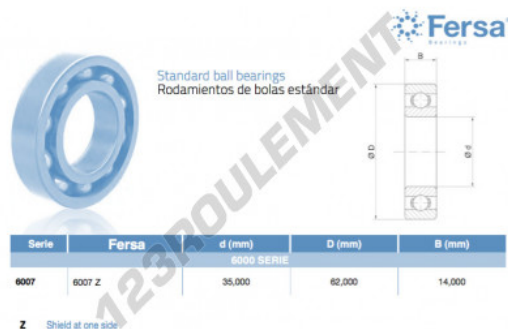 Fersa
Bearings
Standard ball bearings
Rodamientos de bolas estándar
B
Ø D
Ø d
Serie Fersa d (mm) D (mm) B (mm)
6000 SERIE
6007 6007 Z 35,000 62,000 14,000
Z Shield at one side
123ROULEMENT